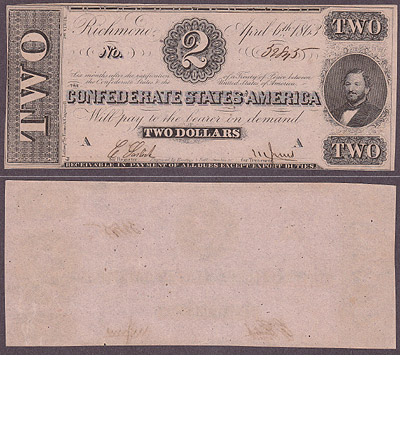 TWO
Richmond April 6th 1863
TWO
No. 2
Six months after the ratification of a Treaty of Peace between
the Confederate States & the United States of America
THE
CONFEDERATE STATES OF AMERICA
Will pay to the bearer on demand
TWO DOLLARS
A A
TWO
RECEIVABLE IN PAYMENT OF ALL DUES EXCEPT EXPORT DUTIES